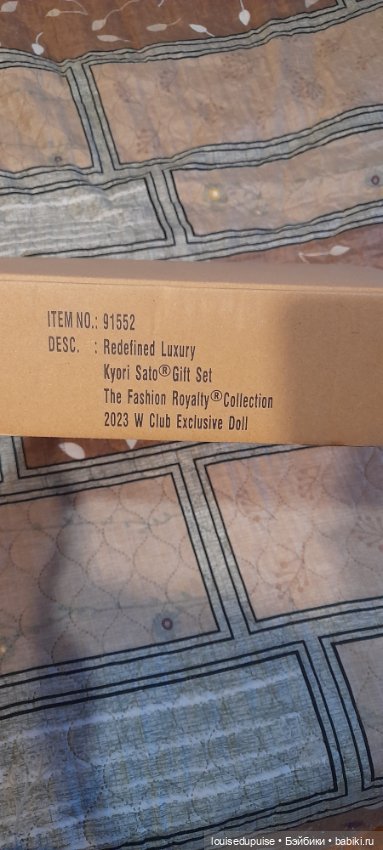 ITEM NO.: 91552
DESC. : Redefined Luxury
Kyori Sato®Gift Set
The Fashion Royalty®Collection
2023 W Club Exclusive Doll
louisedupuise • Бэйбики • babiki.ru